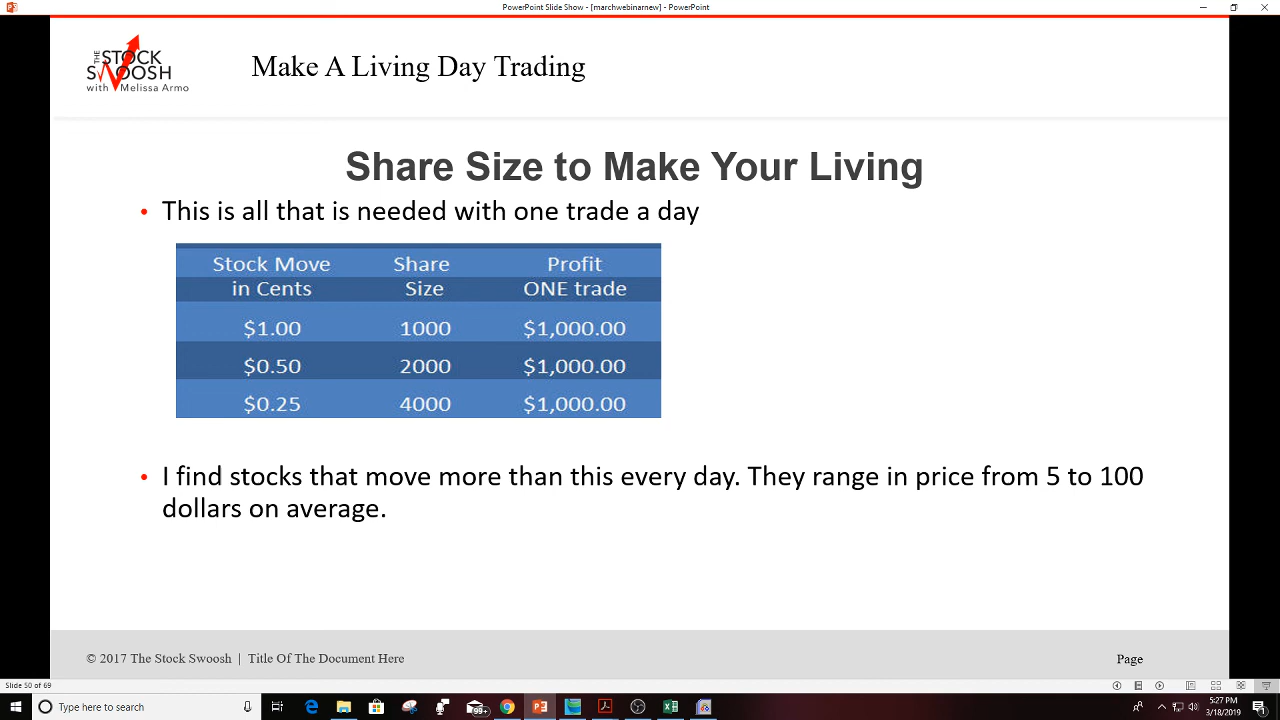 PowerPoint Slide Show - [marchwebinarnew] - PowerPoint
THE
STOCK
SWOOSH
with Melissa Armo
Make A Living Day Trading
Share Size to Make Your Living
• This is all that is needed with one trade a day
Stock Move Share Profit
in Cents Size ONE trade
$1.00 1000 $1,000.00
$0.50 2000 $1,000.00
$0.25 4000 $1,000.00
• I find stocks that move more than this every day. They range in price from 5 to 100
dollars on average.
© 2017 The Stock Swoosh | Title Of The Document Here
Page
Slide 50 of 69
Type here to search
99+
5:27 PM
3/18/2019
1